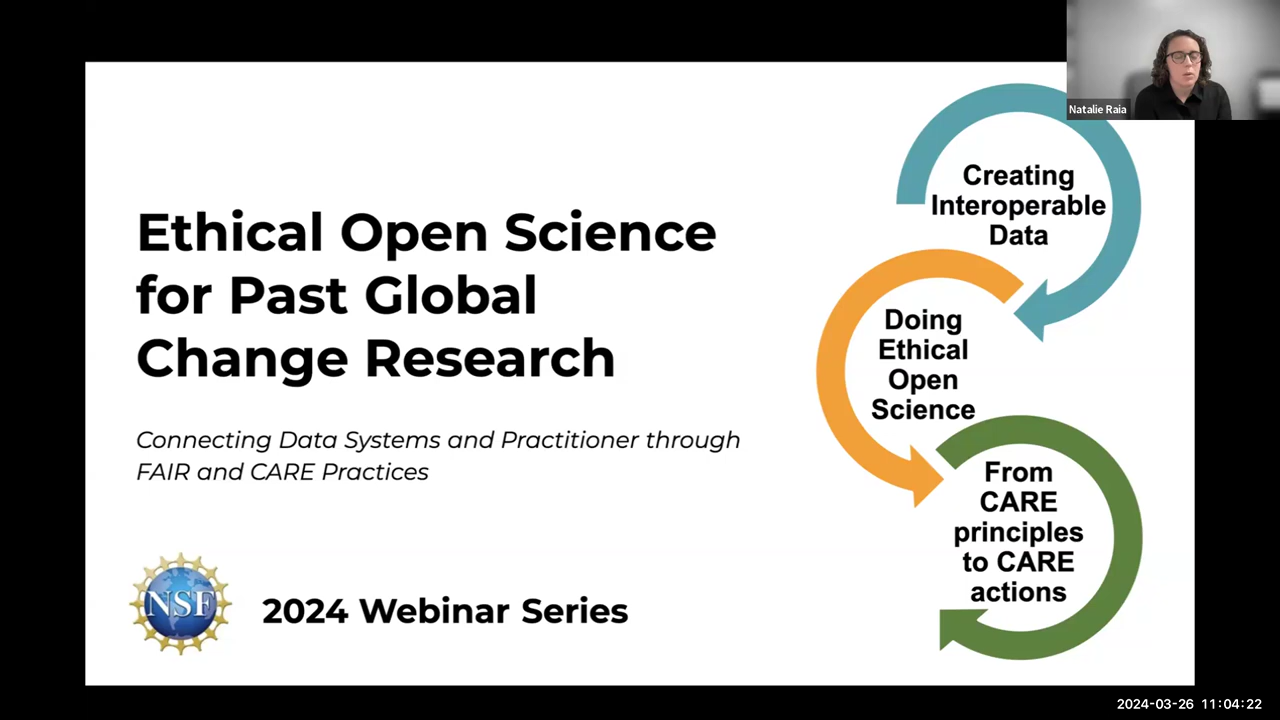 Natalie Raia
Ethical Open Science
for Past Global
Change Research
Connecting Data Systems and Practitioner through
FAIR and CARE Practices
NSF
2024 Webinar Series
Creating
Interoperable
Data
Doing
Ethical
Open
Science
From
CARE
principles
to CARE
actions
2024-03-26 11:04:22